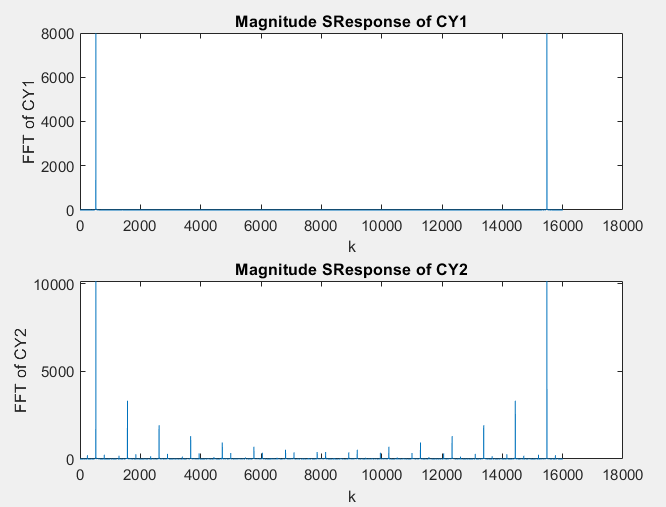 Magnitude SResponse of CY1
8000
6000
4000
2000
0
FFT of CY1
0 2000 4000 6000 8000 10000 12000 14000 16000 18000
k
Magnitude SResponse of CY2
10000
5000
0
FFT of CY2
0 2000 4000 6000 8000 10000 12000 14000 16000 18000
k